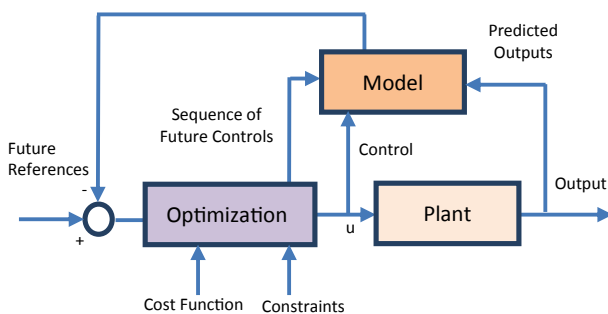 Predicted
Outputs
Model
Sequence of
Future Controls
Future
References
Control
-
Output
Optimization
Plant
+
u
Cost Function
Constraints